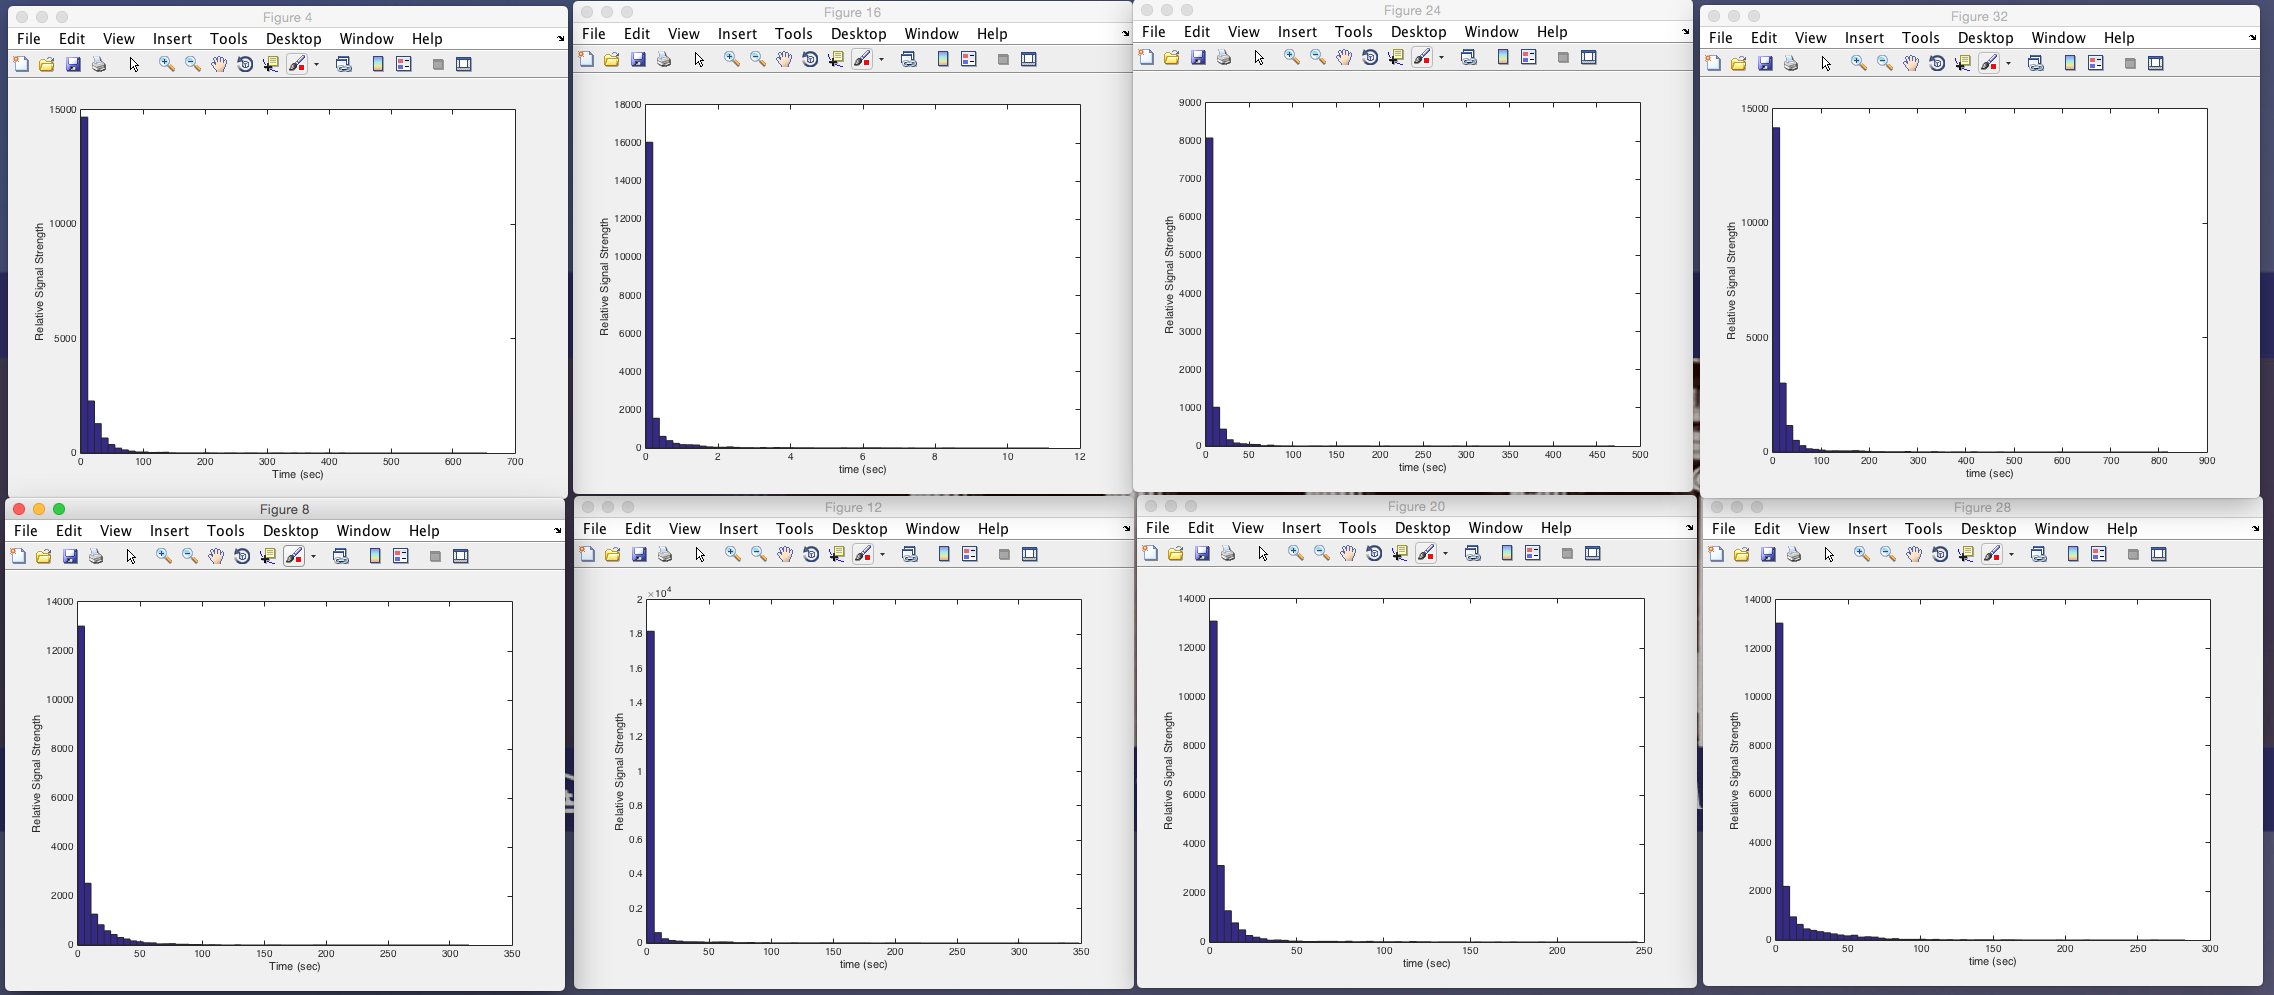 Figure 4
File Edit View Insert Tools Desktop Window Help
15000
10000
5000
0
Relative Signal Strength
0 100 200 300 400 500 600 700
Time (sec)
Figure 16
File Edit View Insert Tools Desktop Window Help
18000
16000
14000
12000
10000
8000
6000
4000
2000
0
Relative Signal Strength
0 2 4 6 8 10 12
time (sec)
Figure 24
File Edit View Insert Tools Desktop Window Help
9000
8000
7000
6000
5000
4000
3000
2000
1000
0
Relative Signal Strength
0 50 100 150 200 250 300 350 400 450 500
time (sec)
Figure 32
File Edit View Insert Tools Desktop Window Help
15000
10000
5000
0
Relative Signal Strength
0 100 200 300 400 500 600 700 800 900
time (sec)
Figure 8
File Edit View Insert Tools Desktop Window Help
14000
12000
10000
8000
6000
4000
2000
0
Relative Signal Strength
0 50 100 150 200 250 300 350
Time (sec)
Figure 12
File Edit View Insert Tools Desktop Window Help
×10⁴
2
1.8
1.6
1.4
1.2
1
0.8
0.6
0.4
0.2
0
Relative Signal Strength
0 50 100 150 200 250 300 350
time (sec)
Figure 20
File Edit View Insert Tools Desktop Window Help
14000
12000
10000
8000
6000
4000
2000
0
Relative Signal Strength
0 50 100 150 200 250
time (sec)
Figure 28
File Edit View Insert Tools Desktop Window Help
14000
12000
10000
8000
6000
4000
2000
0
Relative Signal Strength
0 50 100 150 200 250 300
time (sec)